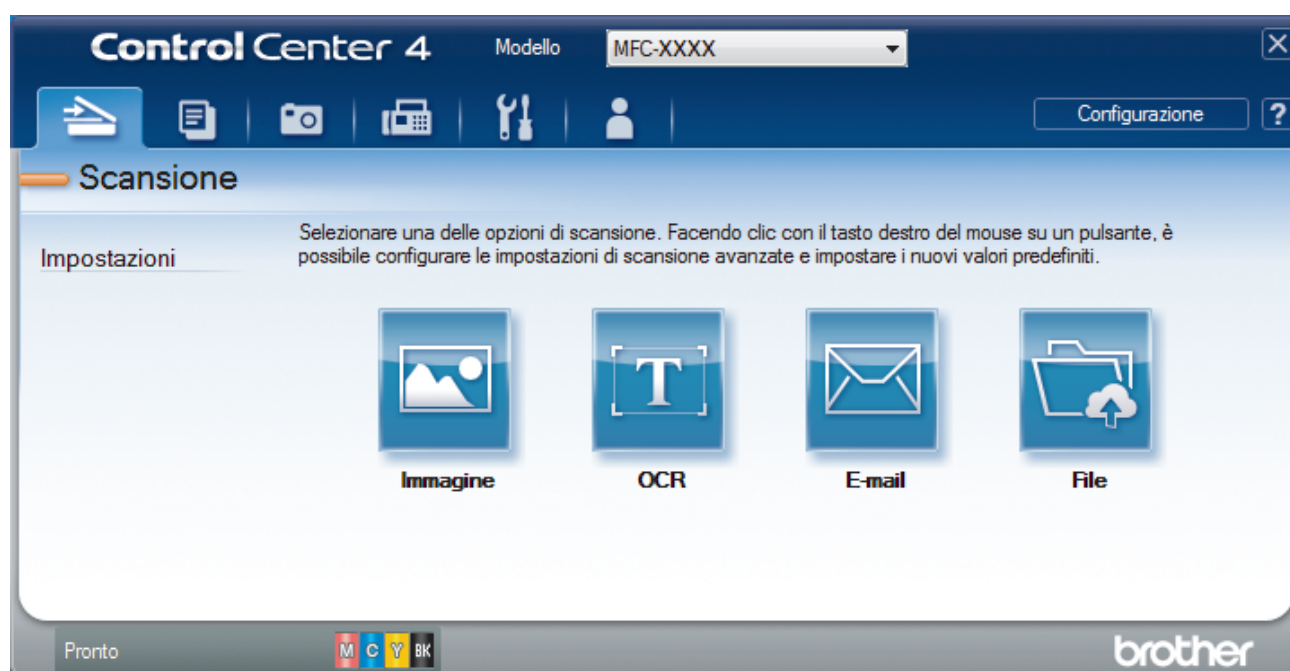 Control Center 4
Modello
MFC-XXXX
Configurazione
?
Scansione
Impostazioni
Selezionare una delle opzioni di scansione. Facendo clic con il tasto destro del mouse su un pulsante, è
possibile configurare le impostazioni di scansione avanzate e impostare i nuovi valori predefiniti.
T
Immagine
OCR
E-mail
File
Pronto
M C Y BK
brother